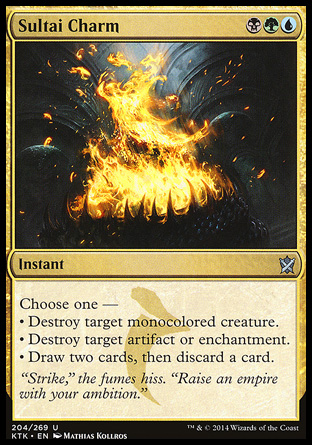 Sultai Charm
Instant
Choose one —
• Destroy target monocolored creature.
• Destroy target artifact or enchantment.
• Draw two cards, then discard a card.
“Strike,” the fumes hiss. “Raise an empire
with your ambition.”
204/269 U
KTK • EN Mathias Kollros
™ & © 2014 Wizards of the Coast